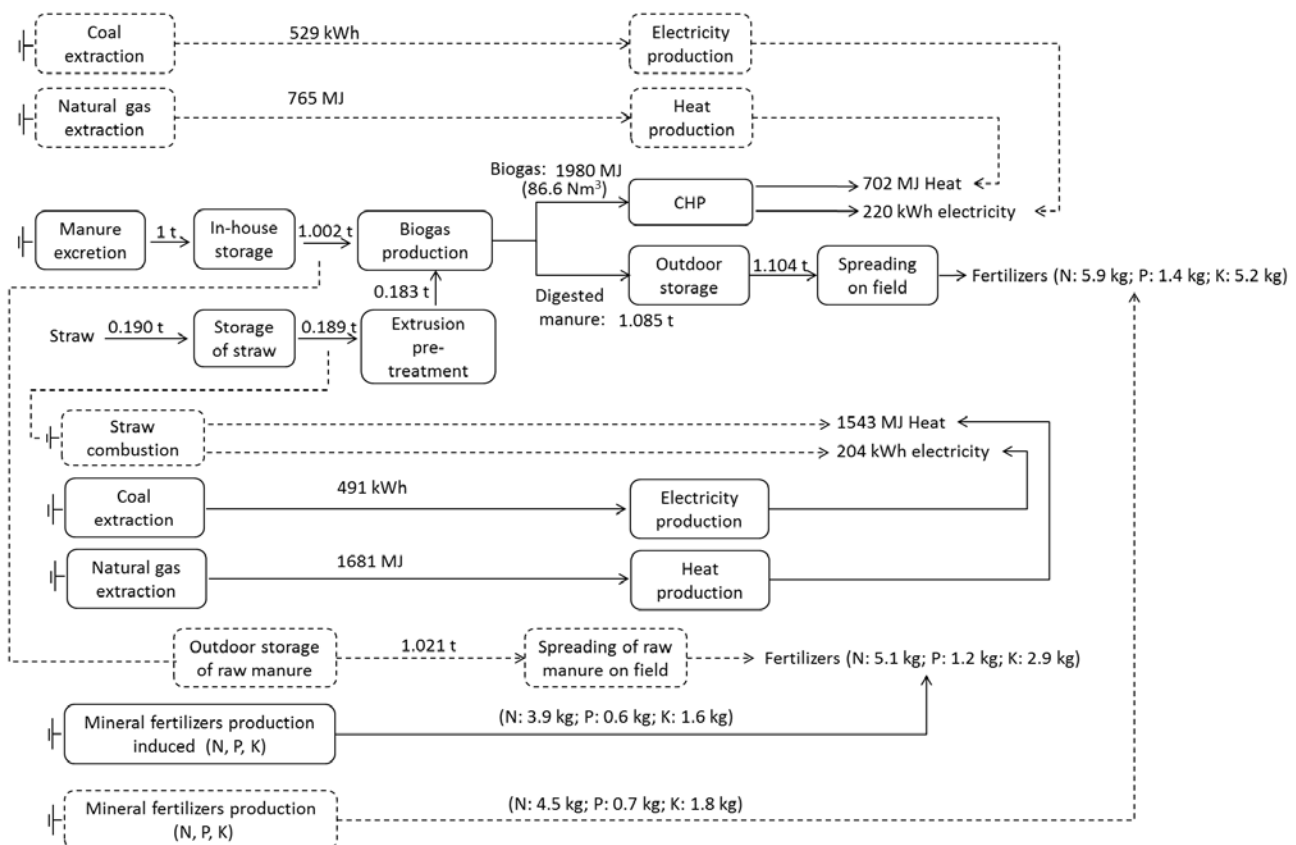 Coal
extraction
529 kWh
Electricity
production
Natural gas
extraction
765 MJ
Heat
production
Biogas: 1980 MJ
(86.6 Nm³)
CHP
702 MJ Heat
220 kWh electricity
Manure
excretion
1 t
In-house
storage
1.002 t
Biogas
production
Digested
manure: 1.085 t
Outdoor
storage
1.104 t
Spreading
on field
Fertilizers (N: 5.9 kg; P: 1.4 kg; K: 5.2 kg)
0.183 t
Straw
0.190 t
Storage
of straw
0.189 t
Extrusion
pre-
treatment
Straw
combustion
1543 MJ Heat
204 kWh electricity
Coal
extraction
491 kWh
Electricity
production
Natural gas
extraction
1681 MJ
Heat
production
Outdoor storage
of raw manure
1.021 t
Spreading of raw
manure on field
Fertilizers (N: 5.1 kg; P: 1.2 kg; K: 2.9 kg)
Mineral fertilizers production
induced (N, P, K)
(N: 3.9 kg; P: 0.6 kg; K: 1.6 kg)
Mineral fertilizers production
(N, P, K)
(N: 4.5 kg; P: 0.7 kg; K: 1.8 kg)